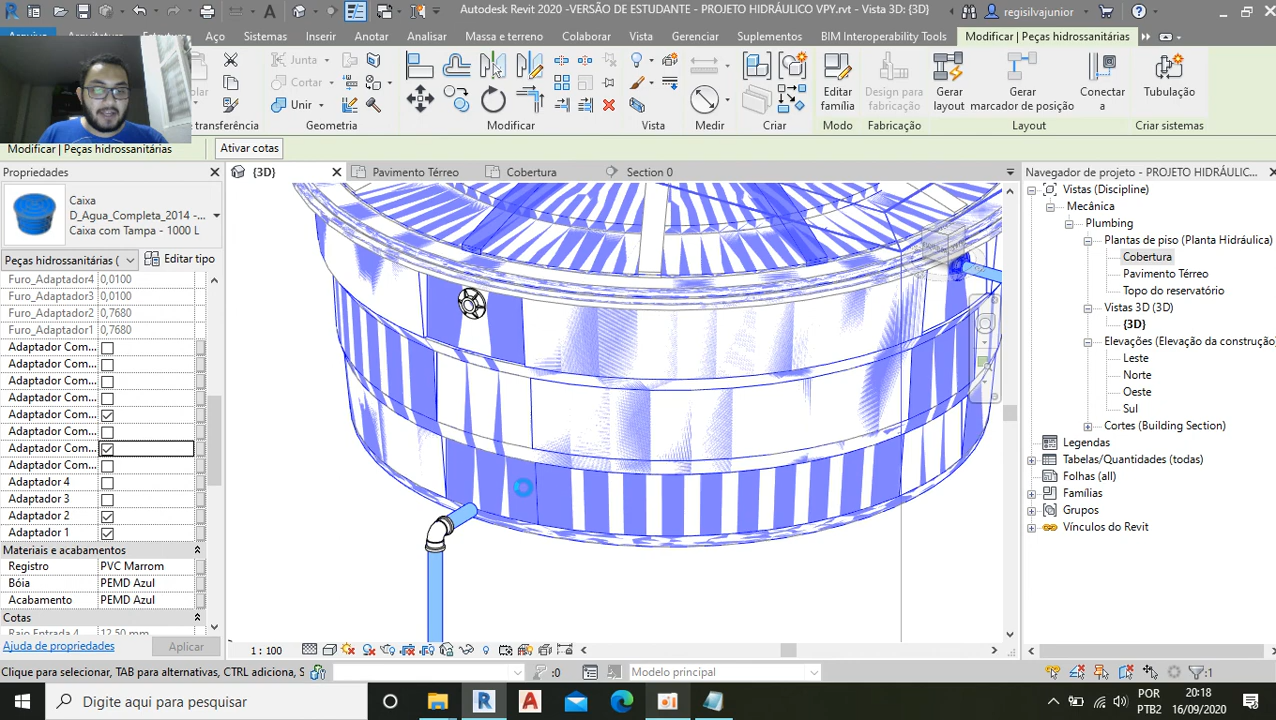 Autodesk Revit 2020 -VERSÃO DE ESTUDANTE - PROJETO HIDRÁULICO VPY.rvt - Vista 3D: {3D}
regisilvajunior
Arquivo Arquitetura Estrutura Aço Sistemas Inserir Anotar Analisar Massa e terreno Colaborar Vista Gerenciar Suplementos BIM Interoperability Tools Modificar | Peças hidrossanitárias
Junta
Cortar
Unir
Editar família
Design para fabricação
Gerar layout
Gerar marcador de posição
Conectar a
Tubulação
transferência Geometria Modificar Vista Medir Criar Modo Fabricação Layout Criar sistemas
Modificar | Peças hidrossanitárias Ativar cotas
Propriedades
{3D} Pavimento Térreo Cobertura Section 0
Caixa
D_Agua_Completa_2014 -...
Caixa com Tampa - 1000 L
Peças hidrossanitárias ( Editar tipo
Furo_Adaptador4 0,0100
Furo_Adaptador3 0,0100
Furo_Adaptador2 0,7680
Furo_Adaptador1 0,7680
Adaptador Com...
Adaptador Com...
Adaptador Com...
Adaptador Com...
Adaptador Com...
Adaptador Com...
Adaptador Com...
Adaptador Com...
Adaptador 4
Adaptador 3
Adaptador 2
Adaptador 1
Materiais e acabamentos
Registro PVC Marrom
Bóia PEMD Azul
Acabamento PEMD Azul
Cotas
Raio Entrada 4 12.50 mm
Ajuda de propriedades Aplicar
Navegador de projeto - PROJETO HIDRÁULIC...
Vistas (Discipline)
Mecânica
Plumbing
Plantas de piso (Planta Hidráulica)
Cobertura
Pavimento Térreo
Topo do reservatório
Vistas 3D (3D)
{3D}
Elevações (Elevação da construção)
Leste
Norte
Oeste
Sul
Cortes (Building Section)
Legendas
Tabelas/Quantidades (todas)
Folhas (all)
Famílias
Grupos
Vínculos do Revit
1 : 100
Clique para selecionar, TAB para alternativas, CTRL adiciona, S
:0
Modelo principal
:1
Digite aqui para pesquisar
POR
PTB2
20:18
16/09/2020